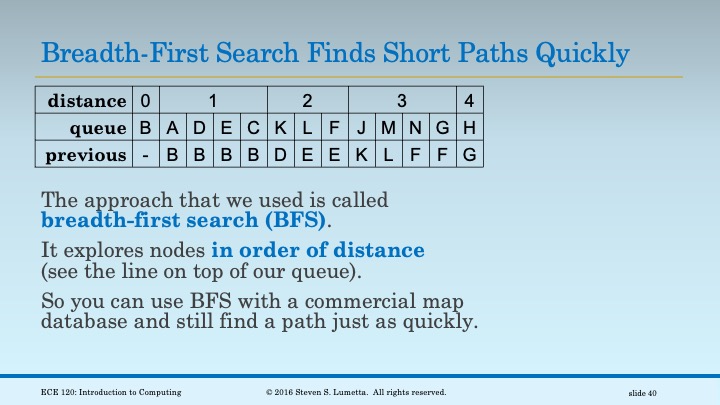 Breadth-First Search Finds Short Paths Quickly
distance 0 1 2 3 4
queue B A D E C K L F J M N G H
previous - B B B B D E E K L F F G
The approach that we used is called
breadth-first search (BFS).
It explores nodes in order of distance
(see the line on top of our queue).
So you can use BFS with a commercial map
database and still find a path just as quickly.
ECE 120: Introduction to Computing © 2016 Steven S. Lumetta. All rights reserved. slide 40